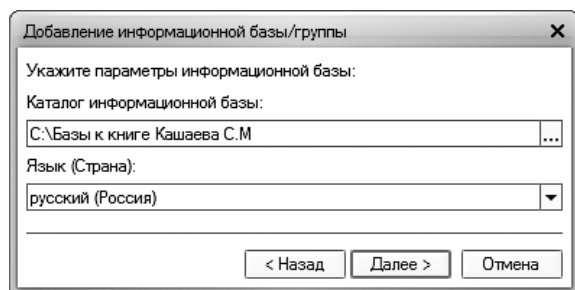 Добавление информационной базы/группы
Укажите параметры информационной базы:
Каталог информационной базы:
C:\Базы к книге Кашаева С.М
...
Язык (Страна):
русский (Россия)
< Назад Далее > Отмена